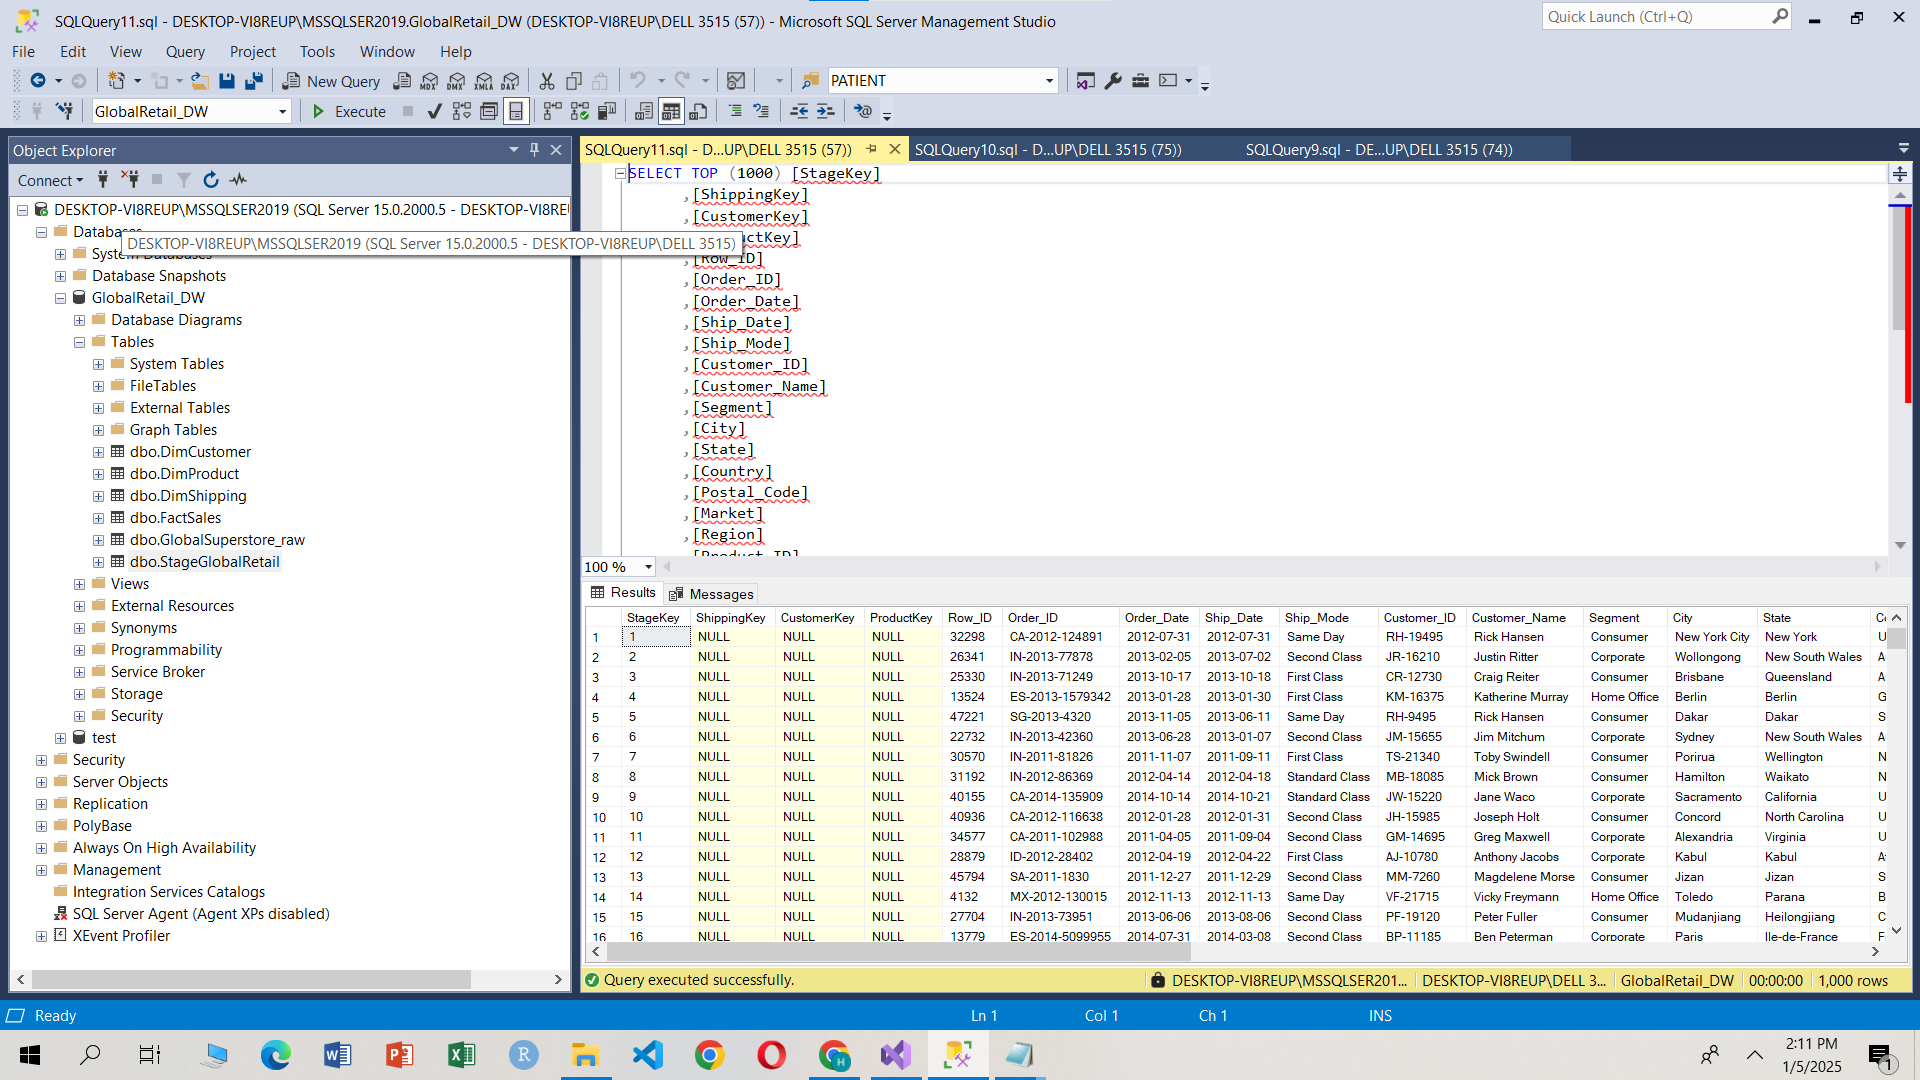 SQLQuery11.sql - DESKTOP-VI8REUP\MSSQLSER2019.GlobalRetail_DW (DESKTOP-VI8REUP\DELL 3515 (57)) - Microsoft SQL Server Management Studio
Quick Launch (Ctrl+Q)
File Edit View Query Project Tools Window Help
New Query MDX DMX XMLA DAX PATIENT
GlobalRetail_DW Execute
Object Explorer
Connect
DESKTOP-VI8REUP\MSSQLSER2019 (SQL Server 15.0.2000.5 - DESKTOP-VI8REU
Databases
DESKTOP-VI8REUP\MSSQLSER2019 (SQL Server 15.0.2000.5 - DESKTOP-VI8REUP\DELL 3515)
System Databases
Database Snapshots
GlobalRetail_DW
Database Diagrams
Tables
System Tables
FileTables
External Tables
Graph Tables
dbo.DimCustomer
dbo.DimProduct
dbo.DimShipping
dbo.FactSales
dbo.GlobalSuperstore_raw
dbo.StageGlobalRetail
Views
External Resources
Synonyms
Programmability
Service Broker
Storage
Security
test
Security
Server Objects
Replication
PolyBase
Always On High Availability
Management
Integration Services Catalogs
SQL Server Agent (Agent XPs disabled)
XEvent Profiler
SQLQuery11.sql - D...UP\DELL 3515 (57)) SQLQuery10.sql - D...UP\DELL 3515 (75)) SQLQuery9.sql - DE...UP\DELL 3515 (74))
SELECT TOP (1000) [StageKey]
,[ShippingKey]
,[CustomerKey]
uctKey]
,[Row_ID]
,[Order_ID]
,[Order_Date]
,[Ship_Date]
,[Ship_Mode]
,[Customer_ID]
,[Customer_Name]
,[Segment]
,[City]
,[State]
,[Country]
,[Postal_Code]
,[Market]
,[Region]
,[Product_ID]
100 %
Results Messages
StageKey ShippingKey CustomerKey ProductKey Row_ID Order_ID Order_Date Ship_Date Ship_Mode Customer_ID Customer_Name Segment City State C
1 1 NULL NULL NULL 32298 CA-2012-124891 2012-07-31 2012-07-31 Same Day RH-19495 Rick Hansen Consumer New York City New York U
2 2 NULL NULL NULL 26341 IN-2013-77878 2013-02-05 2013-07-02 Second Class JR-16210 Justin Ritter Corporate Wollongong New South Wales A
3 3 NULL NULL NULL 25330 IN-2013-71249 2013-10-17 2013-10-18 First Class CR-12730 Craig Reiter Consumer Brisbane Queensland A
4 4 NULL NULL NULL 13524 ES-2013-1579342 2013-01-28 2013-01-30 First Class KM-16375 Katherine Murray Home Office Berlin Berlin G
5 5 NULL NULL NULL 47221 SG-2013-4320 2013-11-05 2013-06-11 Same Day RH-9495 Rick Hansen Consumer Dakar Dakar S
6 6 NULL NULL NULL 22732 IN-2013-42360 2013-06-28 2013-01-07 Second Class JM-15655 Jim Mitchum Corporate Sydney New South Wales A
7 7 NULL NULL NULL 30570 IN-2011-81826 2011-11-07 2011-09-11 First Class TS-21340 Toby Swindell Consumer Porirua Wellington N
8 8 NULL NULL NULL 31192 IN-2012-86369 2012-04-14 2012-04-18 Standard Class MB-18085 Mick Brown Consumer Hamilton Waikato N
9 9 NULL NULL NULL 40155 CA-2014-135909 2014-10-14 2014-10-21 Standard Class JW-15220 Jane Waco Corporate Sacramento California U
10 10 NULL NULL NULL 40936 CA-2012-116638 2012-01-28 2012-01-31 Second Class JH-15985 Joseph Holt Consumer Concord North Carolina U
11 11 NULL NULL NULL 34577 CA-2011-102988 2011-04-05 2011-09-04 Second Class GM-14695 Greg Maxwell Corporate Alexandria Virginia U
12 12 NULL NULL NULL 28879 ID-2012-28402 2012-04-19 2012-04-22 First Class AJ-10780 Anthony Jacobs Corporate Kabul Kabul A
13 13 NULL NULL NULL 45794 SA-2011-1830 2011-12-27 2011-12-29 Second Class MM-7260 Magdelene Morse Consumer Jizan Jizan S
14 14 NULL NULL NULL 4132 MX-2012-130015 2012-11-13 2012-11-13 Same Day VF-21715 Vicky Freymann Home Office Toledo Parana B
15 15 NULL NULL NULL 27704 IN-2013-73951 2013-06-06 2013-08-06 Second Class PF-19120 Peter Fuller Consumer Mudanjiang Heilongjiang C
16 16 NULL NULL NULL 13779 ES-2014-5099955 2014-07-31 2014-03-08 Second Class BP-11185 Ben Peterman Corporate Paris Ile-de-France F
Query executed successfully. DESKTOP-VI8REUP\MSSQLSER201... DESKTOP-VI8REUP\DELL 3... GlobalRetail_DW 00:00:00 1,000 rows
Ready Ln 1 Col 1 Ch 1 INS
2:11 PM
1/5/2025
1